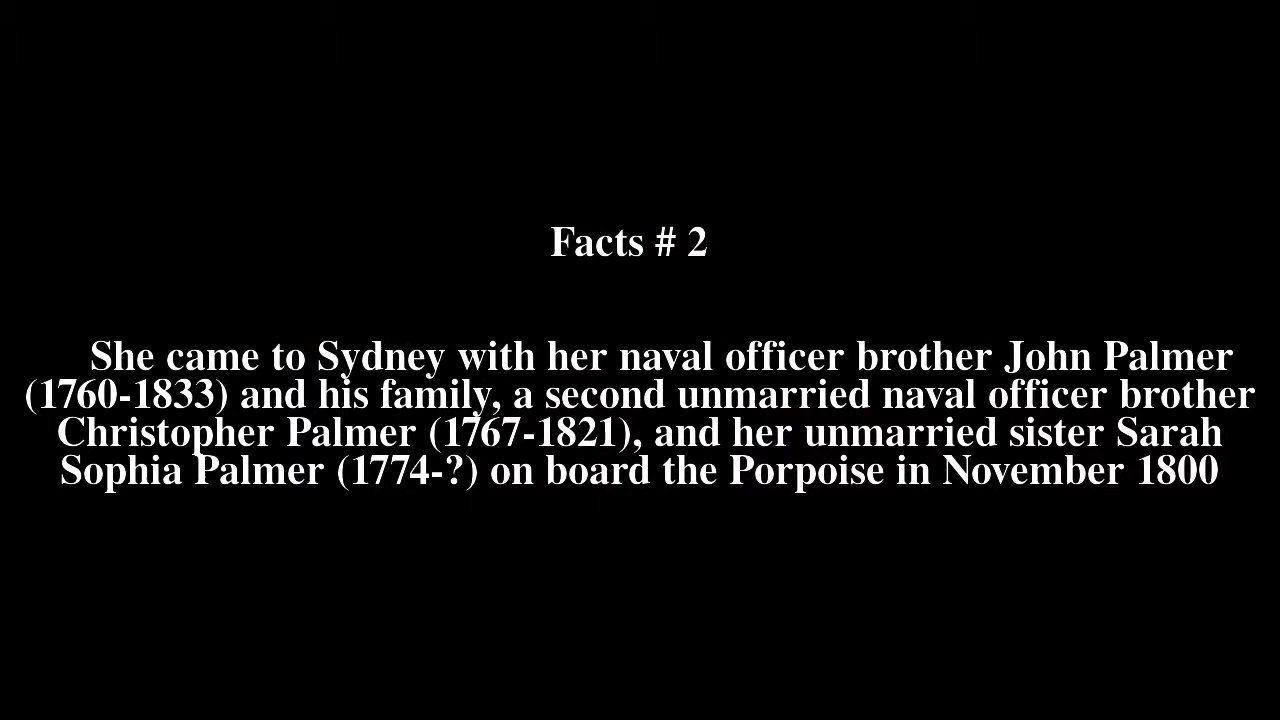 Facts # 2
She came to Sydney with her naval officer brother John Palmer
(1760-1833) and his family, a second unmarried naval officer brother
Christopher Palmer (1767-1821), and her unmarried sister Sarah
Sophia Palmer (1774-?) on board the Porpoise in November 1800